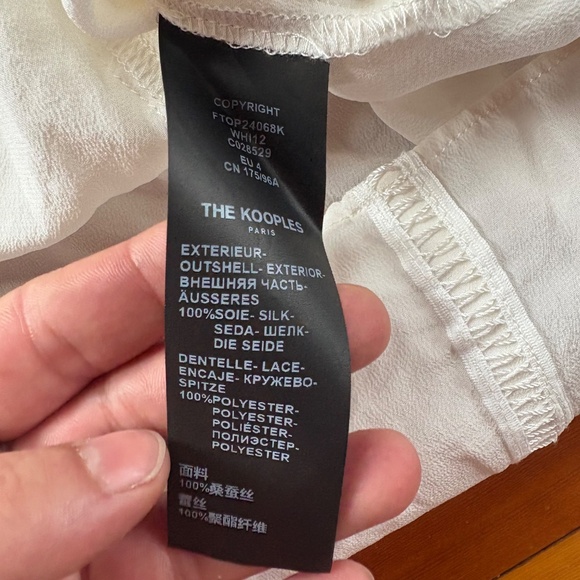 COPYRIGHT
FTOP24068K
WHI12
C028529
EU 4
CN 175/96A
THE KOOPLES
PARIS
EXTERIEUR-
OUTSHELL- EXTERIOR-
ВНЕШНЯЯ ЧАСТЬ-
ÄUSSERES
100%SOIE- SILK-
SEDA- ШЕЛК-
DIE SEIDE
DENTELLE- LACE-
ENCAJE- КРУЖЕВО-
SPITZE
100%POLYESTER-
POLYESTER-
POLIÉSTER-
ПОЛИЭСТЕР-
POLYESTER
面料
100%桑蚕丝
100%聚酯纤维